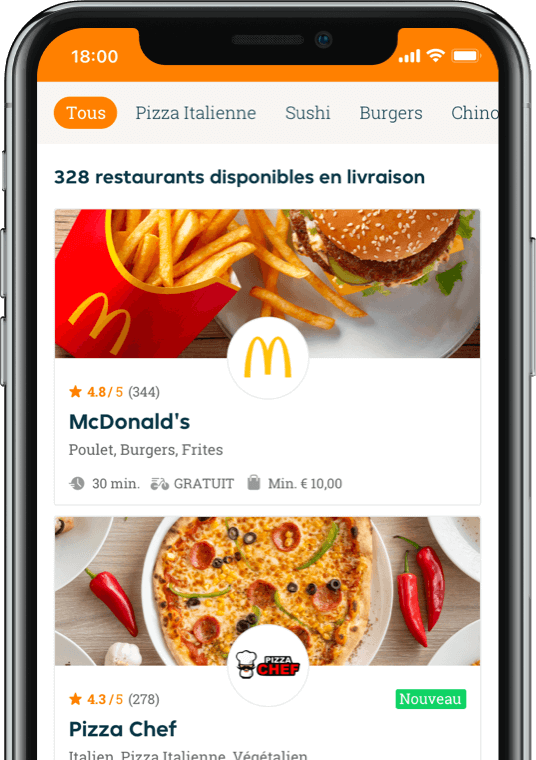 18:00
Tous Pizza Italienne Sushi Burgers Chino
328 restaurants disponibles en livraison
4.8 / 5 (344)
McDonald's
Poulet, Burgers, Frites
30 min. GRATUIT Min. € 10,00
PIZZA
CHEF
4.3 / 5 (278) Nouveau
Pizza Chef
Italien, Pizza Italienne, Végétalien